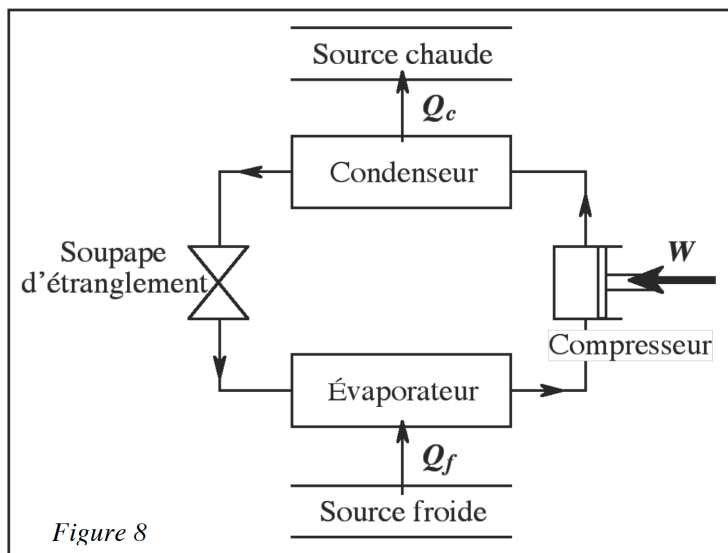 Source chaude
Qc
Condenseur
Soupape
d'étranglement
W
Compresseur
Évaporateur
Qf
Source froide
Figure 8